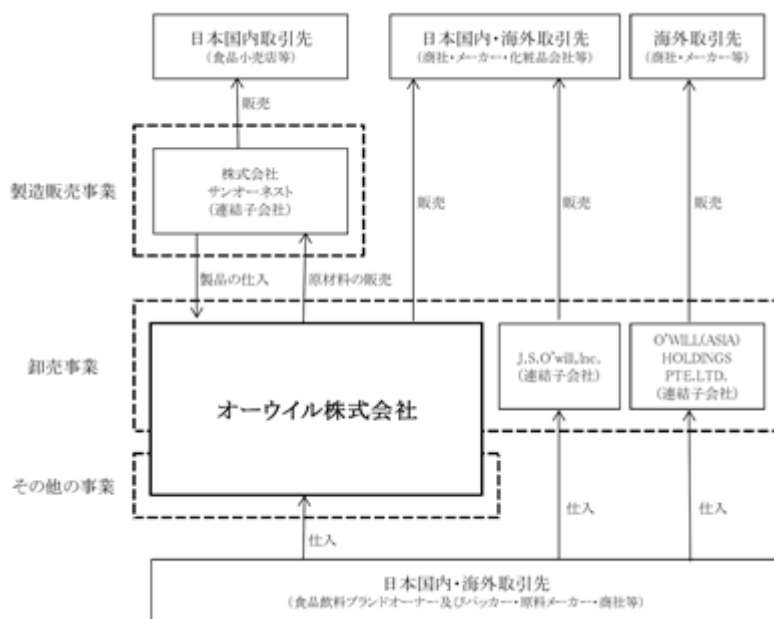 日本国内取引先
(食品小売店等)
日本国内・海外取引先
(商社・メーカー・化粧品会社等)
海外取引先
(商社・メーカー等)
販売
製造販売事業
株式会社
サンオーネスト
(連結子会社)
販売
販売
販売
製品の仕入
原材料の販売
卸売事業
オーウイル株式会社
J.S.O'will,Inc.
(連結子会社)
O'WILL(ASIA)
HOLDINGS
PTE.LTD.
(連結子会社)
その他の事業
仕入
仕入
仕入
日本国内・海外取引先
(食品飲料ブランドオーナー及びパッカー・原料メーカー・商社等)